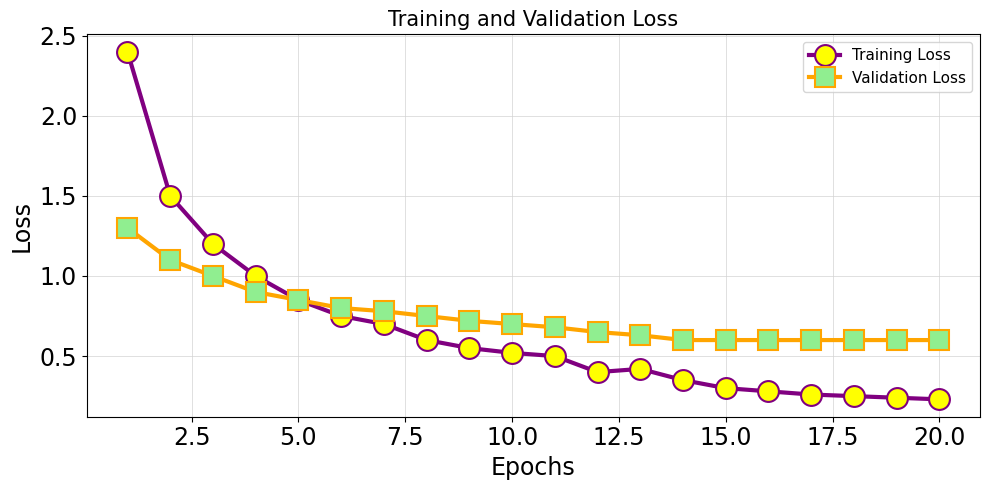 Training and Validation Loss
Training Loss
Validation Loss
2.5
2.0
1.5
1.0
0.5
Loss
2.5
5.0
7.5
10.0
12.5
15.0
17.5
20.0
Epochs